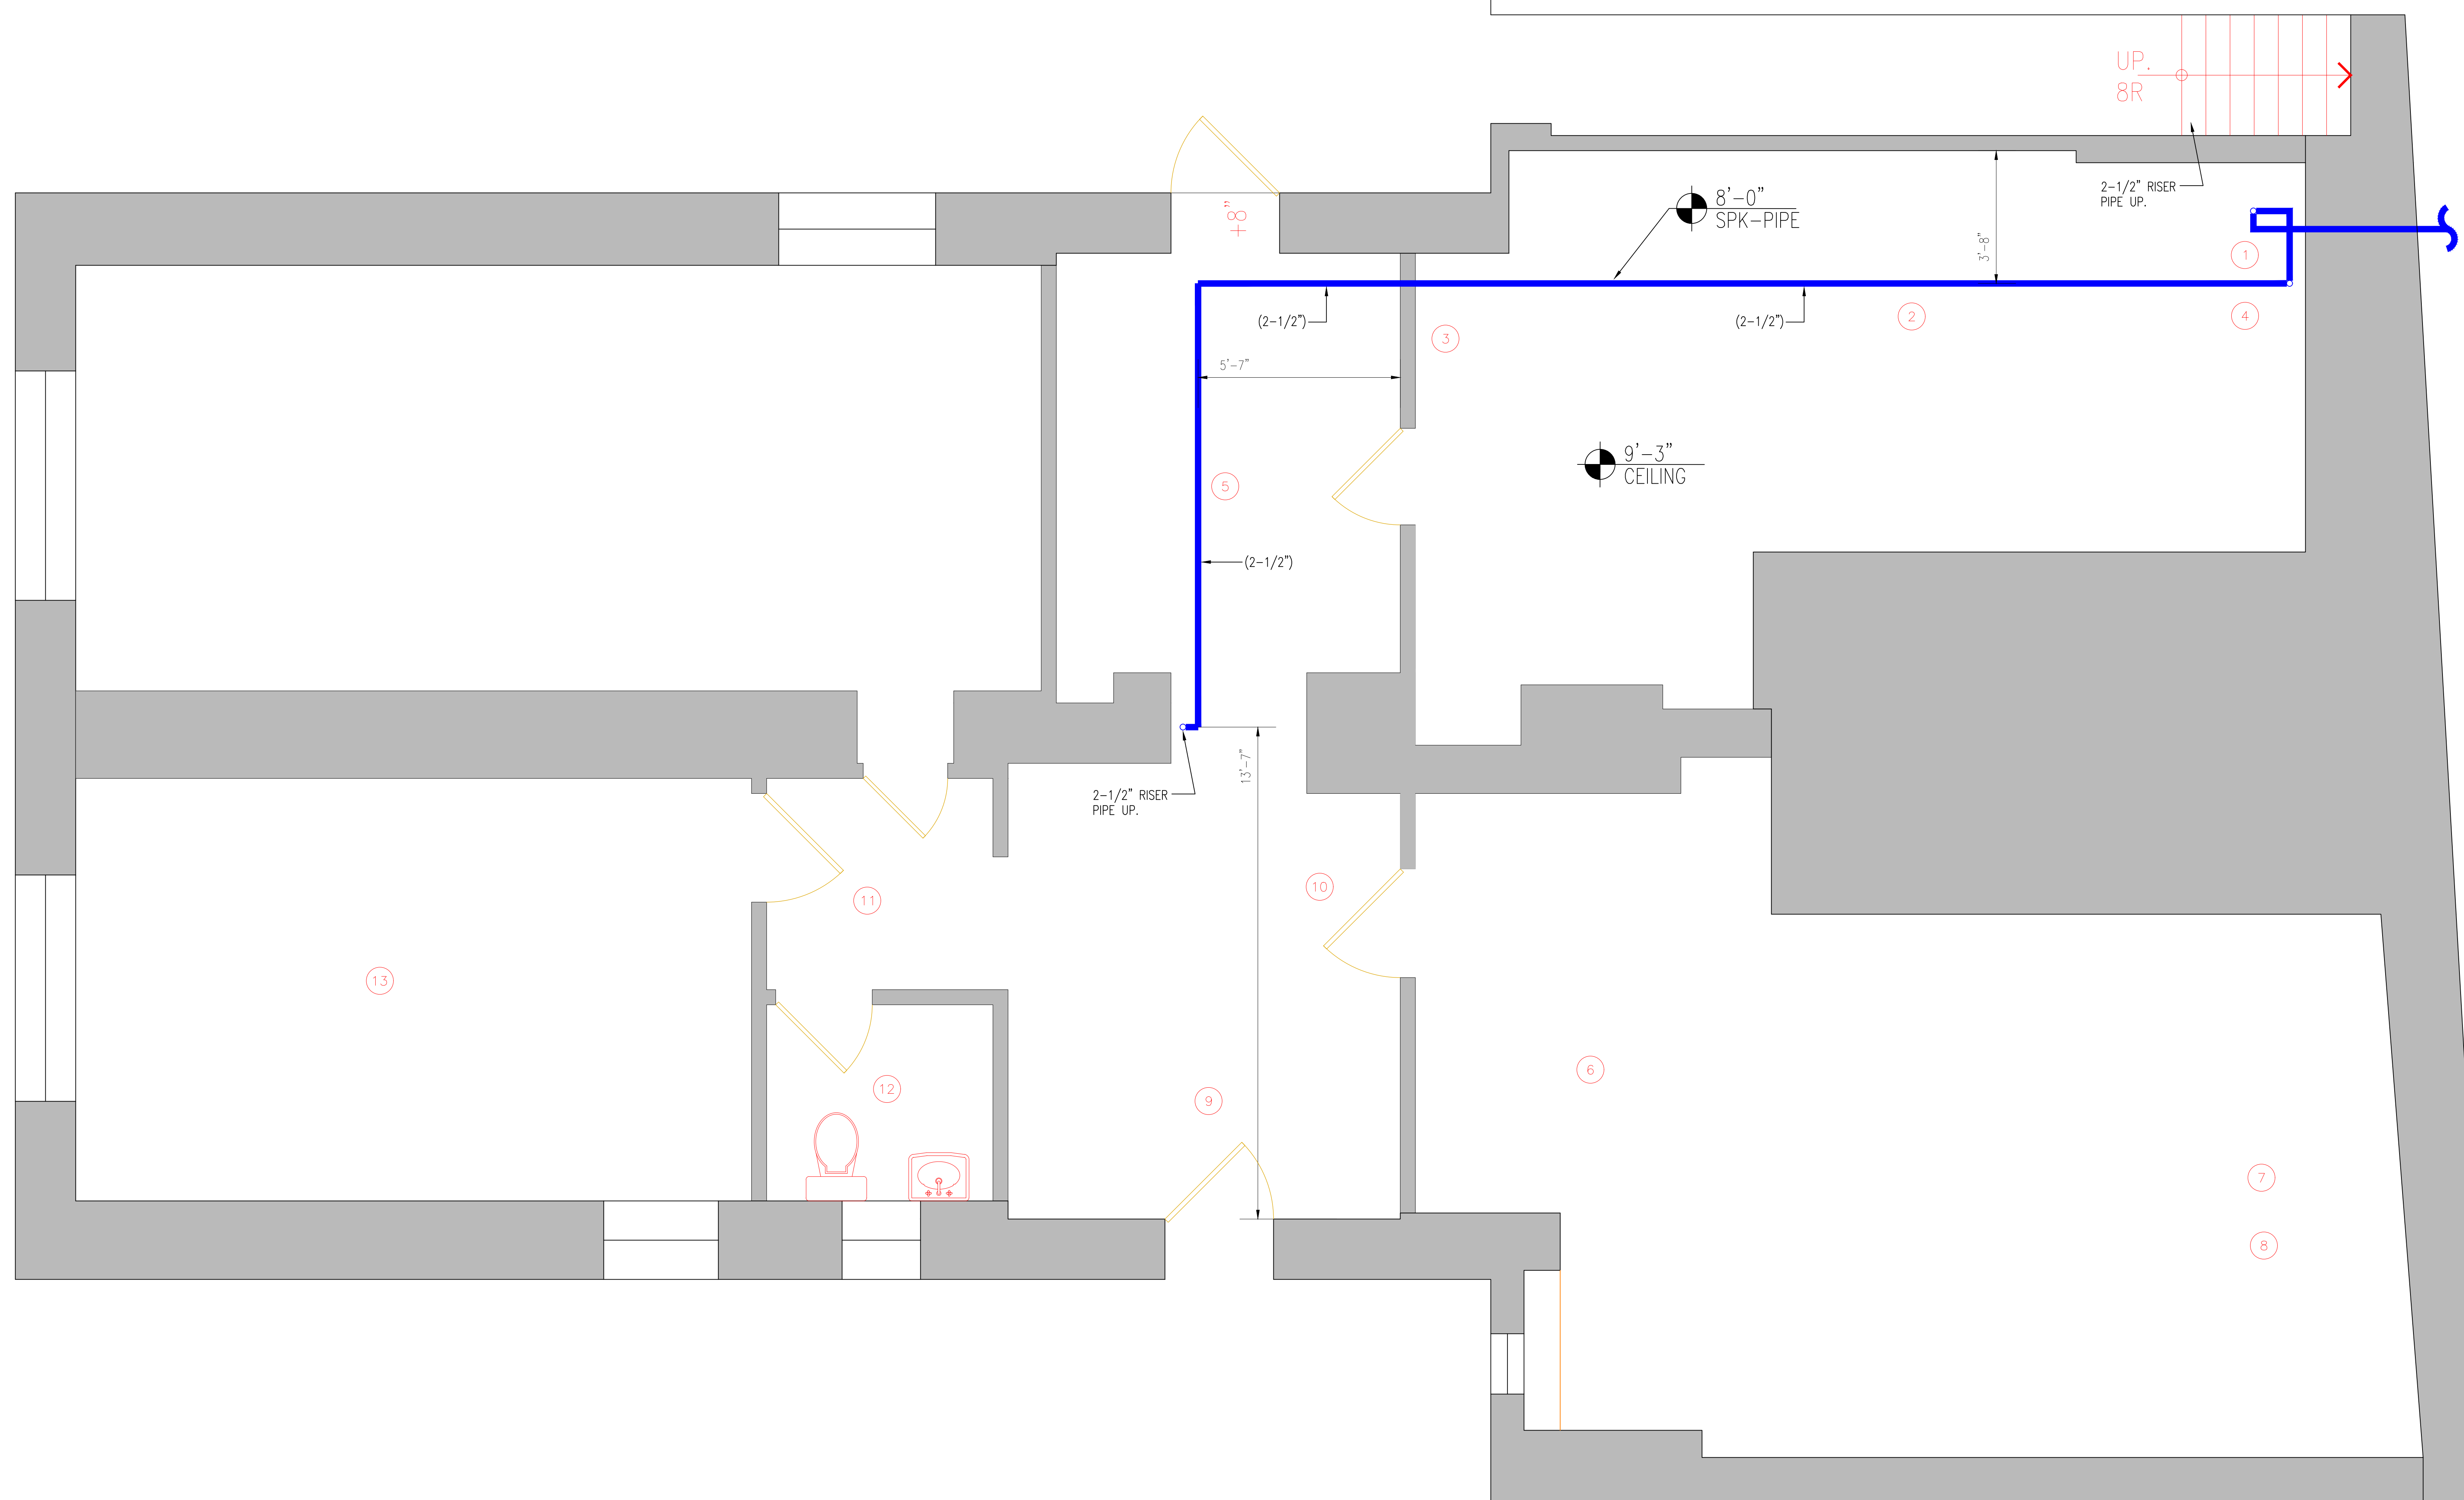 UP.
8R
2-1/2" RISER
PIPE UP.
8'-0"
SPK-PIPE
+8"
3'-8"
1
(2-1/2")
(2-1/2")
2
4
3
5'-7"
9'-3"
CEILING
5
(2-1/2")
13'-7"
2-1/2" RISER
PIPE UP.
10
11
13
6
12
9
7
8